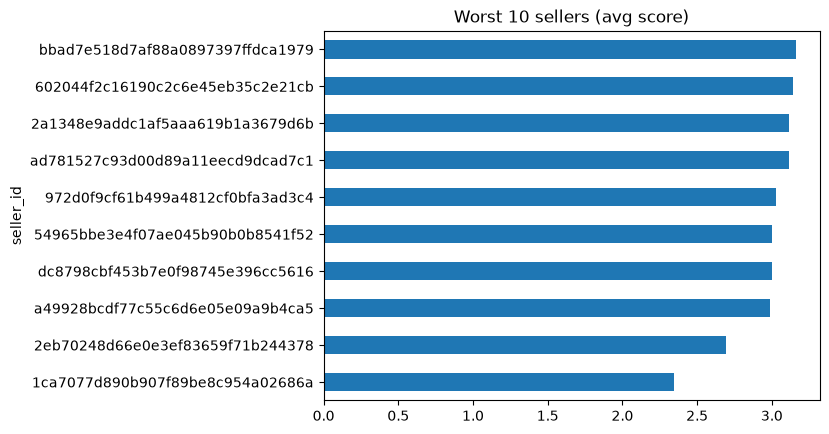 Worst 10 sellers (avg score)
seller_id
bbad7e518d7af88a0897397ffdca1979
602044f2c16190c2c6e45eb35c2e21cb
2a1348e9addc1af5aaa619b1a3679d6b
ad781527c93d00d89a11eecd9dcad7c1
972d0f9cf61b499a4812cf0bfa3ad3c4
54965bbe3e4f07ae045b90b0b8541f52
dc8798cbf453b7e0f98745e396cc5616
a49928bcdf77c55c6d6e05e09a9b4ca5
2eb70248d66e0e3ef83659f71b244378
1ca7077d890b907f89be8c954a02686a
0.0 0.5 1.0 1.5 2.0 2.5 3.0